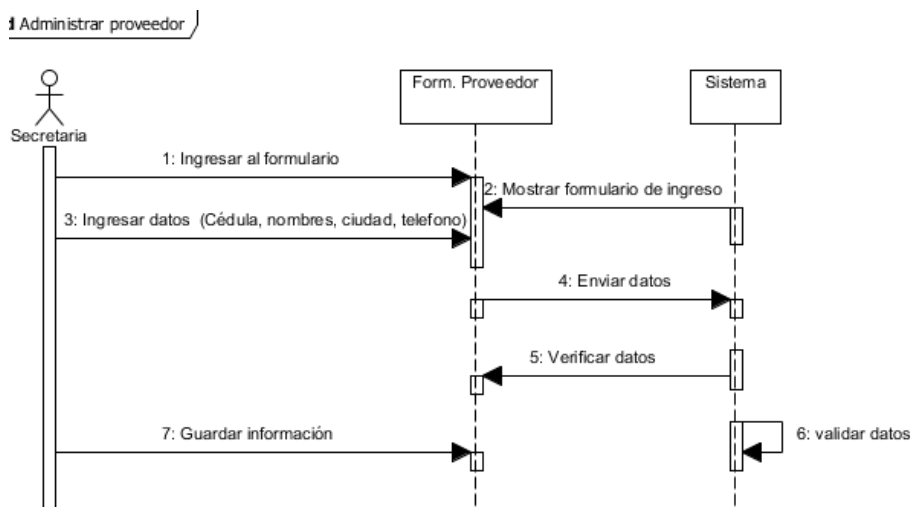 d Administrar proveedor
Form. Proveedor
Sistema
Secretaria
1: Ingresar al formulario
2: Mostrar formulario de ingreso
3: Ingresar datos (Cédula, nombres, ciudad, telefono)
4: Enviar datos
5: Verificar datos
7: Guardar información
6: validar datos